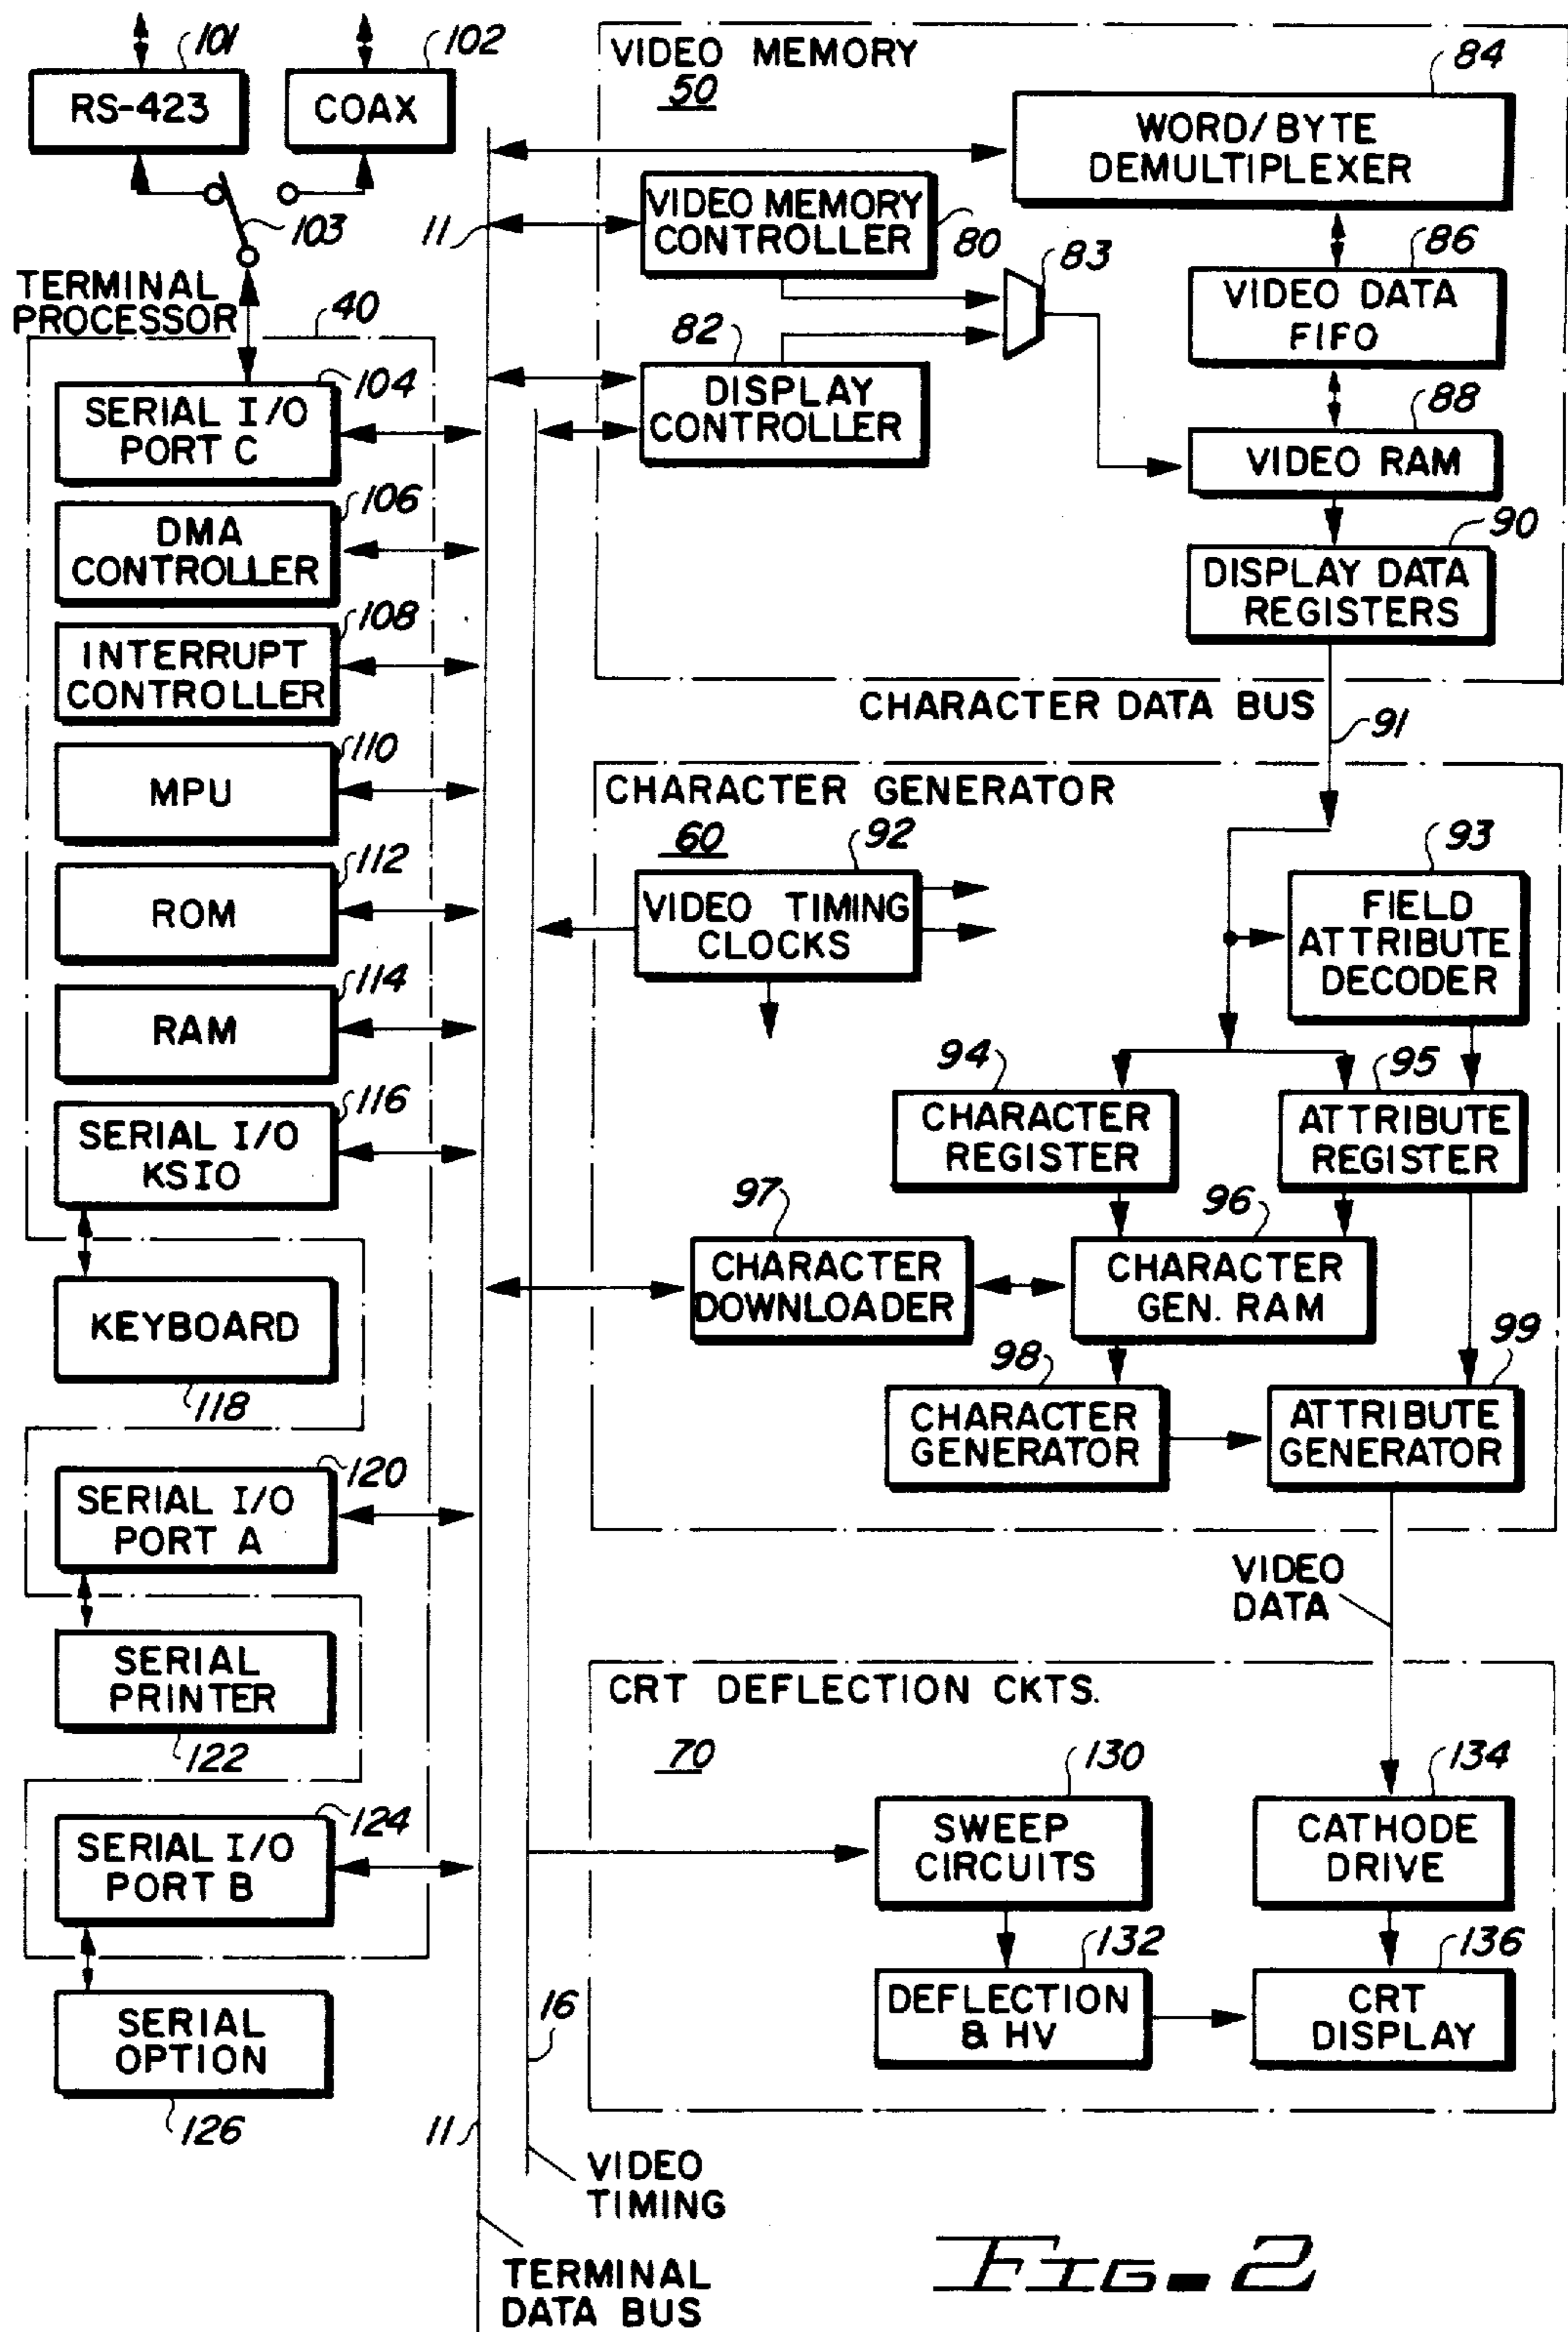 101
RS-423
102
COAX
103
TERMINAL
PROCESSOR
40
104
SERIAL I/O
PORT C
106
DMA
CONTROLLER
108
INTERRUPT
CONTROLLER
110
MPU
112
ROM
114
RAM
116
SERIAL I/O
KSIO
KEYBOARD
118
120
SERIAL I/O
PORT A
SERIAL
PRINTER
122
124
SERIAL I/O
PORT B
SERIAL
OPTION
126
11
11
16
VIDEO
TIMING
TERMINAL
DATA BUS
VIDEO MEMORY
50
84
WORD/BYTE
DEMULTIPLEXER
VIDEO MEMORY
CONTROLLER
80
83
86
VIDEO DATA
FIFO
82
DISPLAY
CONTROLLER
88
VIDEO RAM
90
DISPLAY DATA
REGISTERS
CHARACTER DATA BUS
91
CHARACTER GENERATOR
60
92
VIDEO TIMING
CLOCKS
93
FIELD
ATTRIBUTE
DECODER
94
CHARACTER
REGISTER
95
ATTRIBUTE
REGISTER
97
CHARACTER
DOWNLOADER
96
CHARACTER
GEN. RAM
98
CHARACTER
GENERATOR
99
ATTRIBUTE
GENERATOR
VIDEO
DATA
CRT DEFLECTION CKTS.
70
130
SWEEP
CIRCUITS
134
CATHODE
DRIVE
132
DEFLECTION
& HV
136
CRT
DISPLAY
FIG. 2